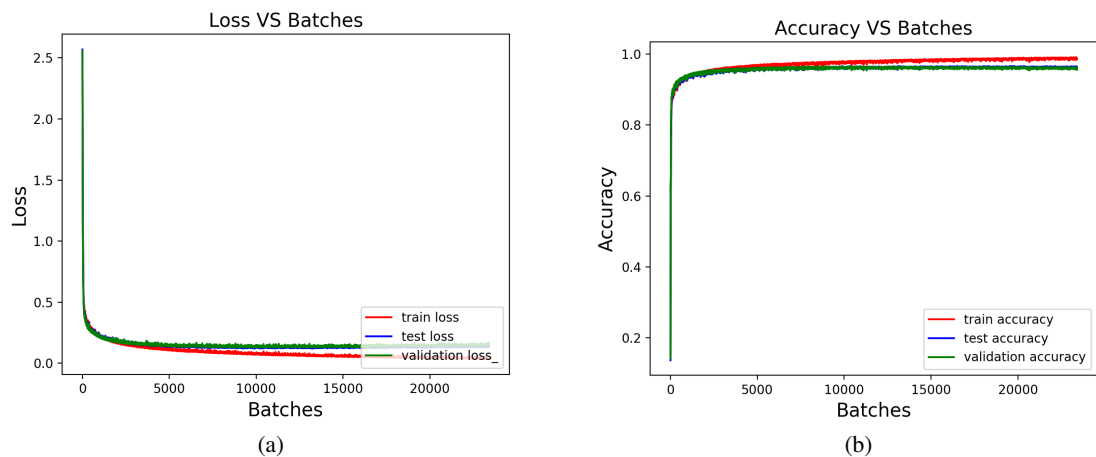 Loss VS Batches
2.5
2.0
1.5
1.0
0.5
0.0
Loss
train loss
test loss
validation loss_
0 5000 10000 15000 20000
Batches
(a)
Accuracy VS Batches
1.0
0.8
0.6
0.4
0.2
Accuracy
train accuracy
test accuracy
validation accuracy
0 5000 10000 15000 20000
Batches
(b)